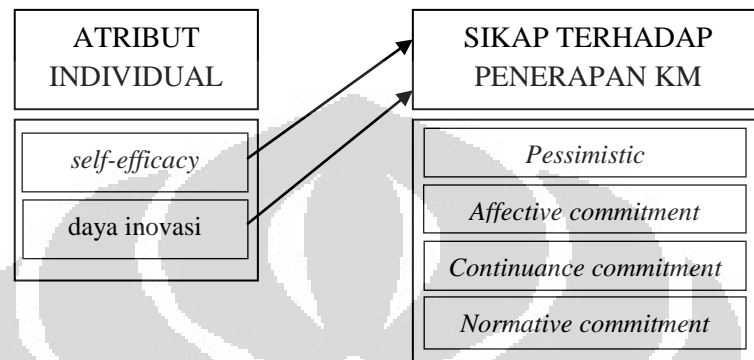 ATRIBUT
INDIVIDUAL
self-efficacy
daya inovasi
SIKAP TERHADAP
PENERAPAN KM
Pessimistic
Affective commitment
Continuance commitment
Normative commitment